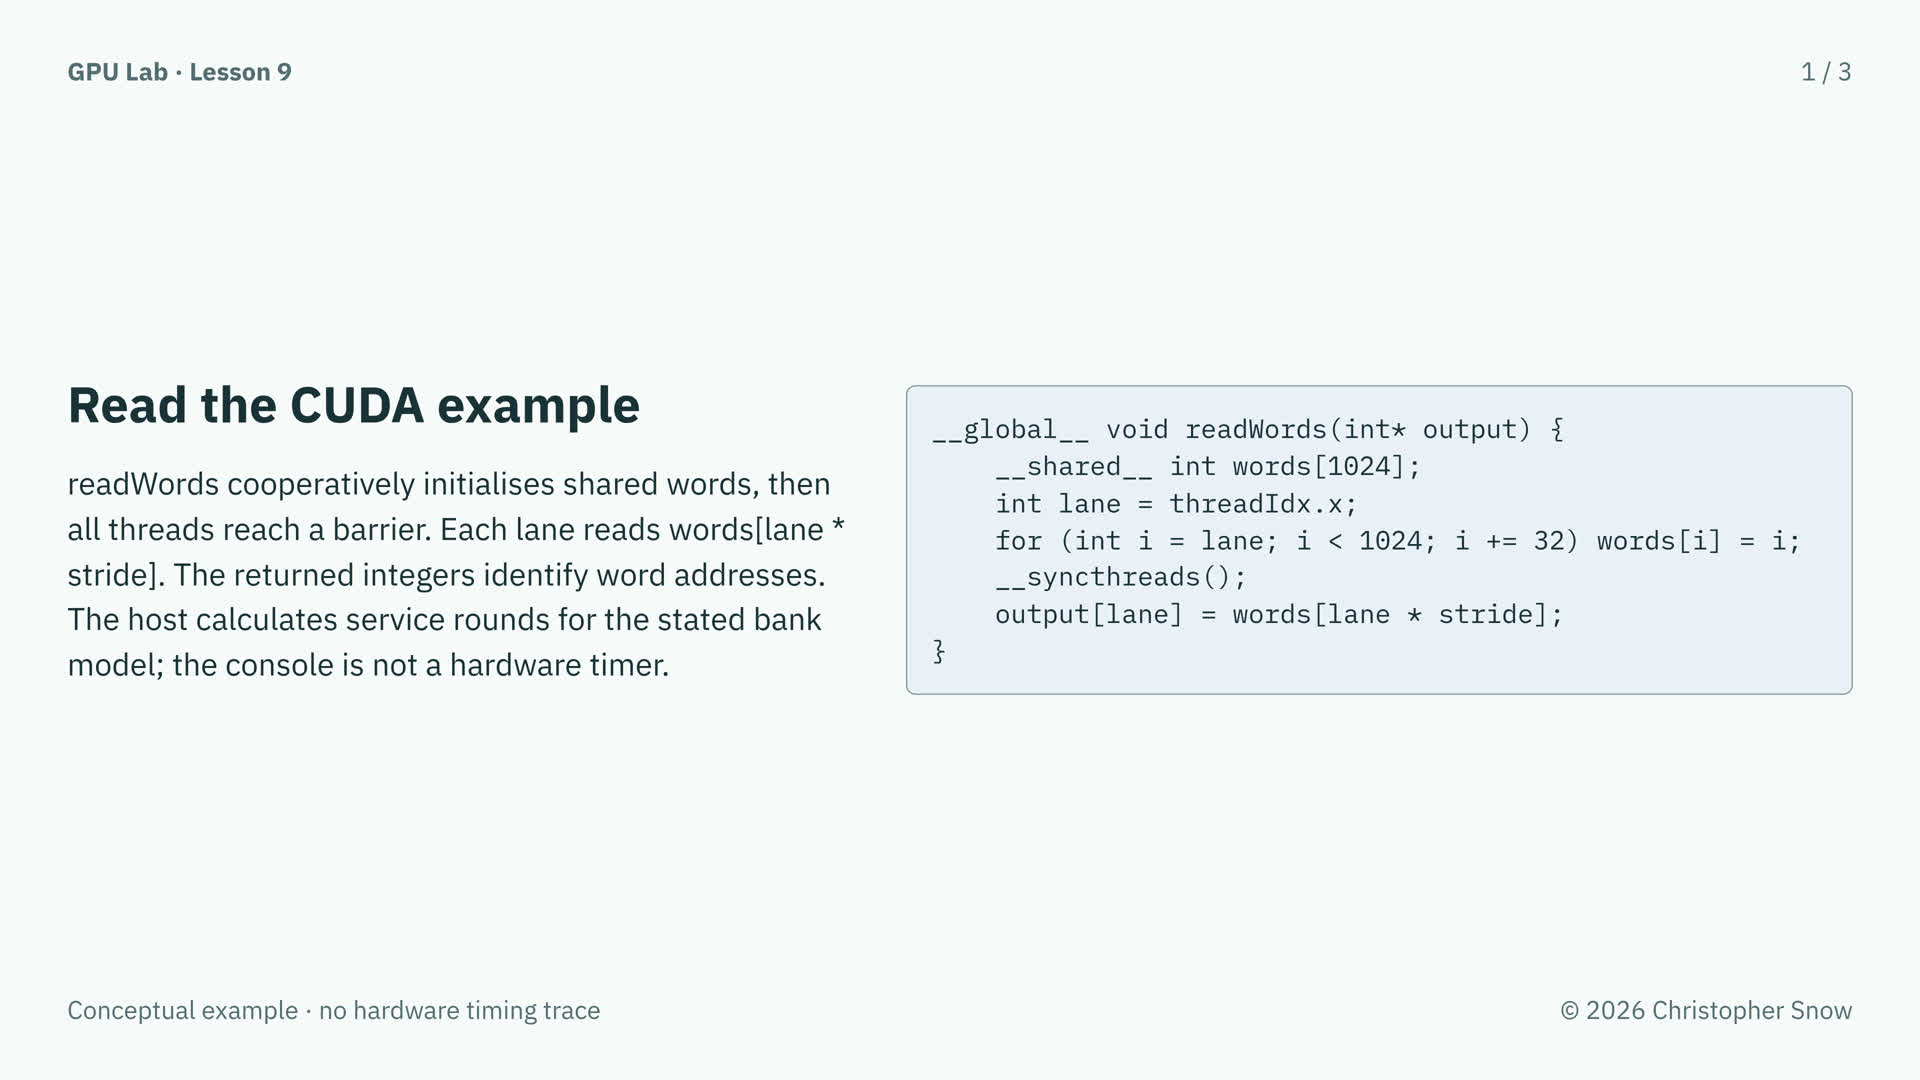 GPU Lab · Lesson 9
1 / 3
Read the CUDA example
readWords cooperatively initialises shared words, then
all threads reach a barrier. Each lane reads words[lane *
stride]. The returned integers identify word addresses.
The host calculates service rounds for the stated bank
model; the console is not a hardware timer.
__global__ void readWords(int* output) {
    __shared__ int words[1024];
    int lane = threadIdx.x;
    for (int i = lane; i < 1024; i += 32) words[i] = i;
    __syncthreads();
    output[lane] = words[lane * stride];
}
Conceptual example · no hardware timing trace
© 2026 Christopher Snow